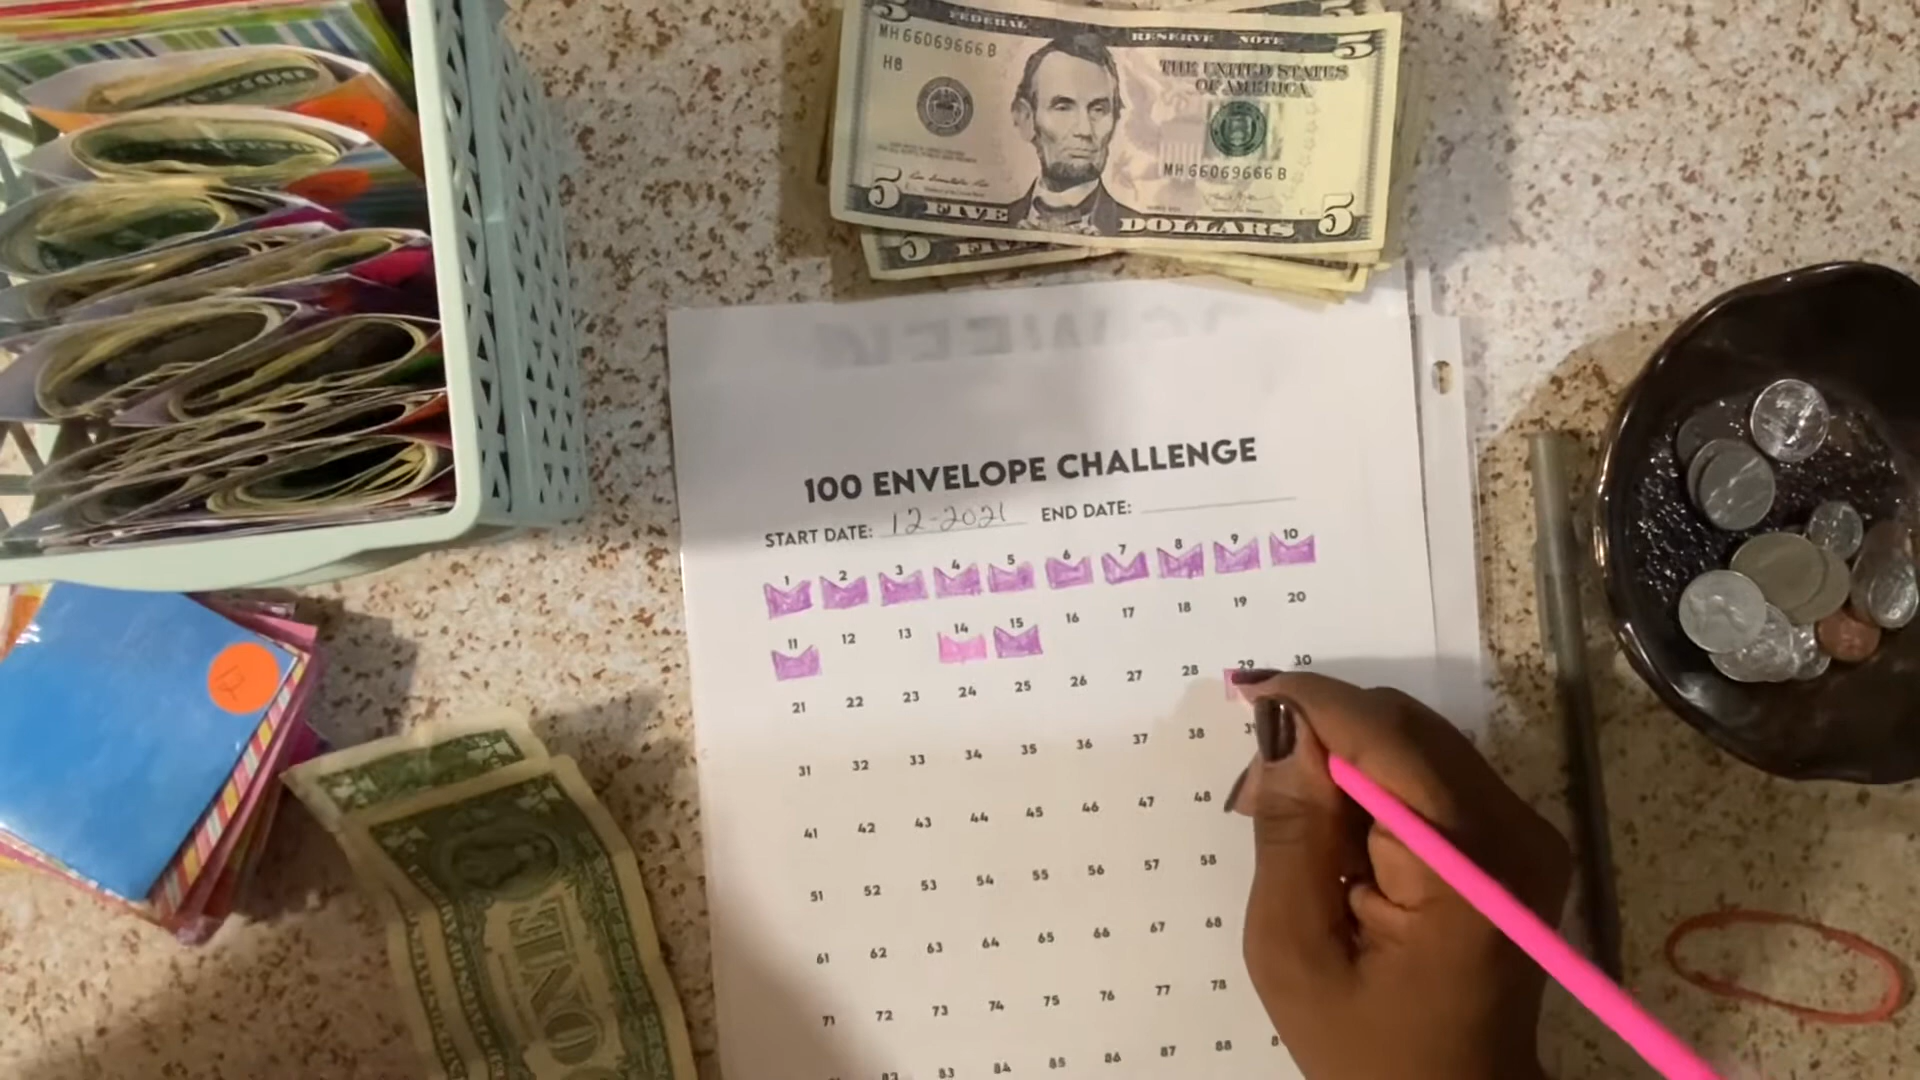 FEDERAL RESERVE NOTE
MH 66069666 B
H8
THE UNITED STATES
OF AMERICA
MH 66069666 B
5 FIVE DOLLARS 5
5 FIVE
100 ENVELOPE CHALLENGE
START DATE: 12-2021 END DATE:
1 2 3 4 5 6 7 8 9 10
11 12 13 14 15 16 17 18 19 20
21 22 23 24 25 26 27 28 29 30
31 32 33 34 35 36 37 38
41 42 43 44 45 46 47 48
51 52 53 54 55 56 57 58
61 62 63 64 65 66 67 68
71 72 73 74 75 76 77 78
83 84 85 86 87 88
12
ONE